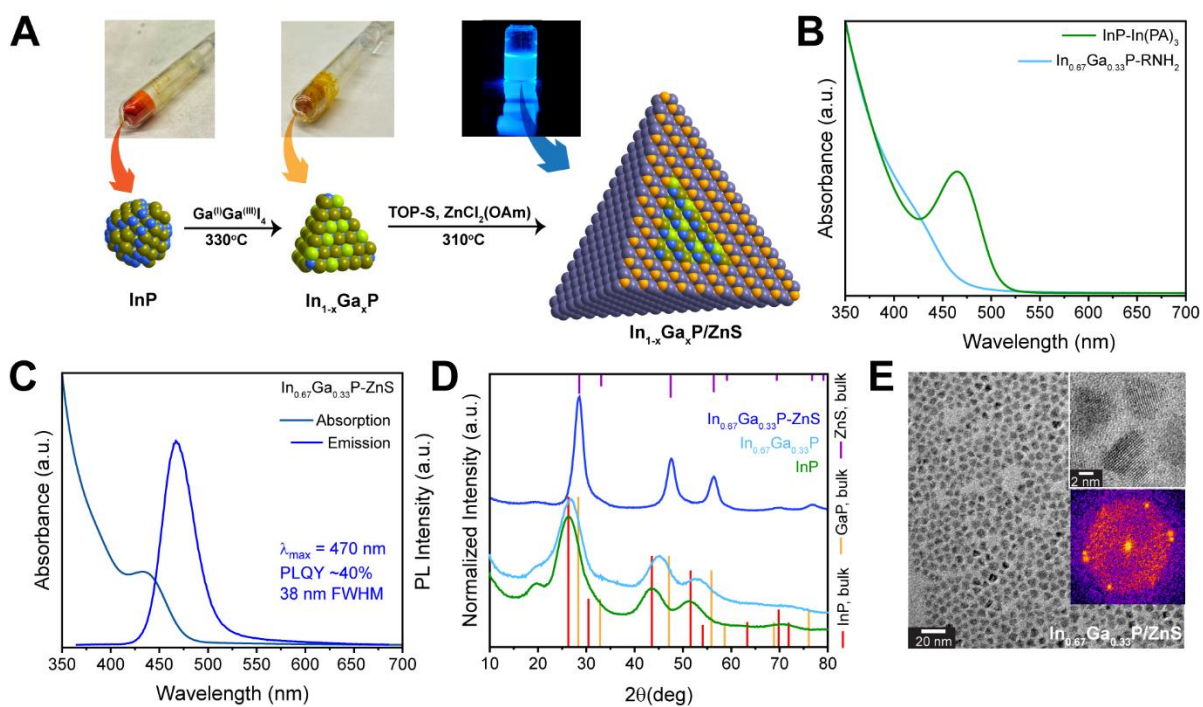 A
Ga(I)Ga(III)I4
330oC
TOP-S, ZnCl2(OAm)
310oC
InP
In1-xGaxP
In1-xGaxP/ZnS
B
InP-In(PA)3
In0.67Ga0.33P-RNH2
Absorbance (a.u.)
350 400 450 500 550 600 650 700
Wavelength (nm)
C
In0.67Ga0.33P-ZnS
Absorption
Emission
λmax = 470 nm
PLQY ~40%
38 nm FWHM
Absorbance (a.u.)
PL Intensity (a.u.)
350 400 450 500 550 600 650 700
Wavelength (nm)
D
In0.67Ga0.33P-ZnS
In0.67Ga0.33P
InP
Normalized Intensity (a.u.)
InP, bulk
GaP, bulk
ZnS, bulk
10 20 30 40 50 60 70 80
2θ(deg)
E
2 nm
20 nm
In0.67Ga0.33P/ZnS